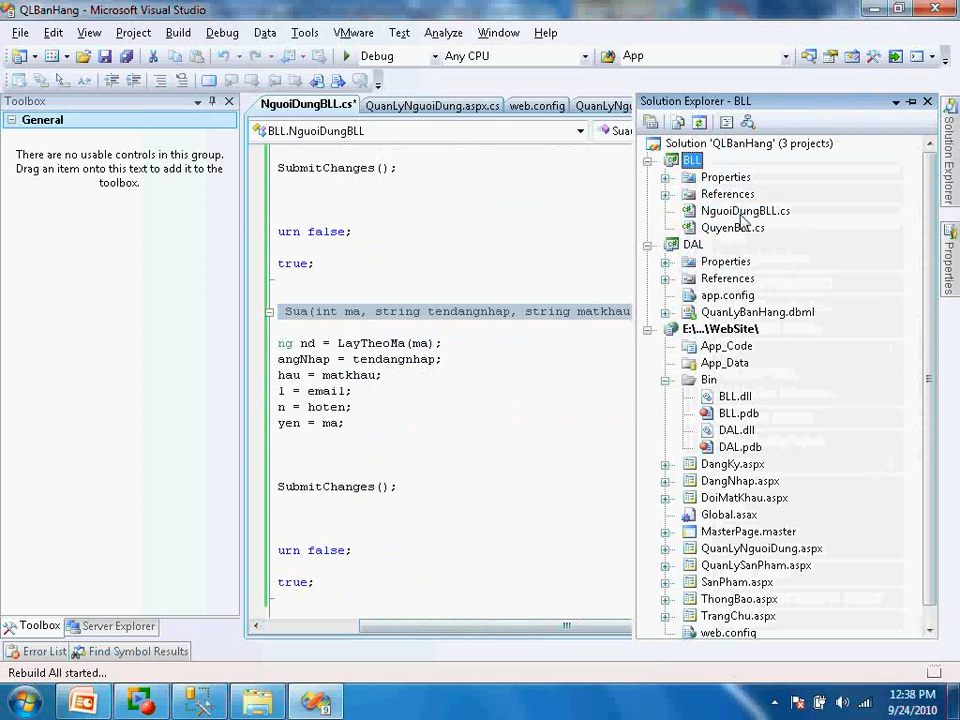 QLBanHang - Microsoft Visual Studio
File Edit View Project Build Debug Data Tools VMware Test Analyze Window Help
Debug Any CPU App
Toolbox
General
There are no usable controls in this group.
Drag an item onto this text to add it to the
toolbox.
Toolbox Server Explorer
NguoiDungBLL.cs* QuanLyNguoiDung.aspx.cs web.config QuanLyNg
BLL.NguoiDungBLL Sua(
SubmitChanges();
urn false;
true;
Sua(int ma, string tendangnhap, string matkhau
ng nd = LayTheoMa(ma);
angNhap = tendangnhap;
hau = matkhau;
l = email;
n = hoten;
yen = ma;
SubmitChanges();
urn false;
true;
Solution Explorer - BLL
Solution 'QLBanHang' (3 projects)
BLL
Properties
References
NguoiDungBLL.cs
DAL
Properties
References
app.config
QuanLyBanHang.dbml
E:\...\WebSite\
App_Code
App_Data
Bin
BLL.dll
BLL.pdb
DAL.dll
DAL.pdb
DangKy.aspx
DangNhap.aspx
DoiMatKhau.aspx
Global.asax
MasterPage.master
QuanLyNguoiDung.aspx
QuanLySanPham.aspx
SanPham.aspx
ThongBao.aspx
TrangChu.aspx
web.config
Solution Explorer
Properties
Error List Find Symbol Results
Rebuild All started...
12:38 PM
9/24/2010